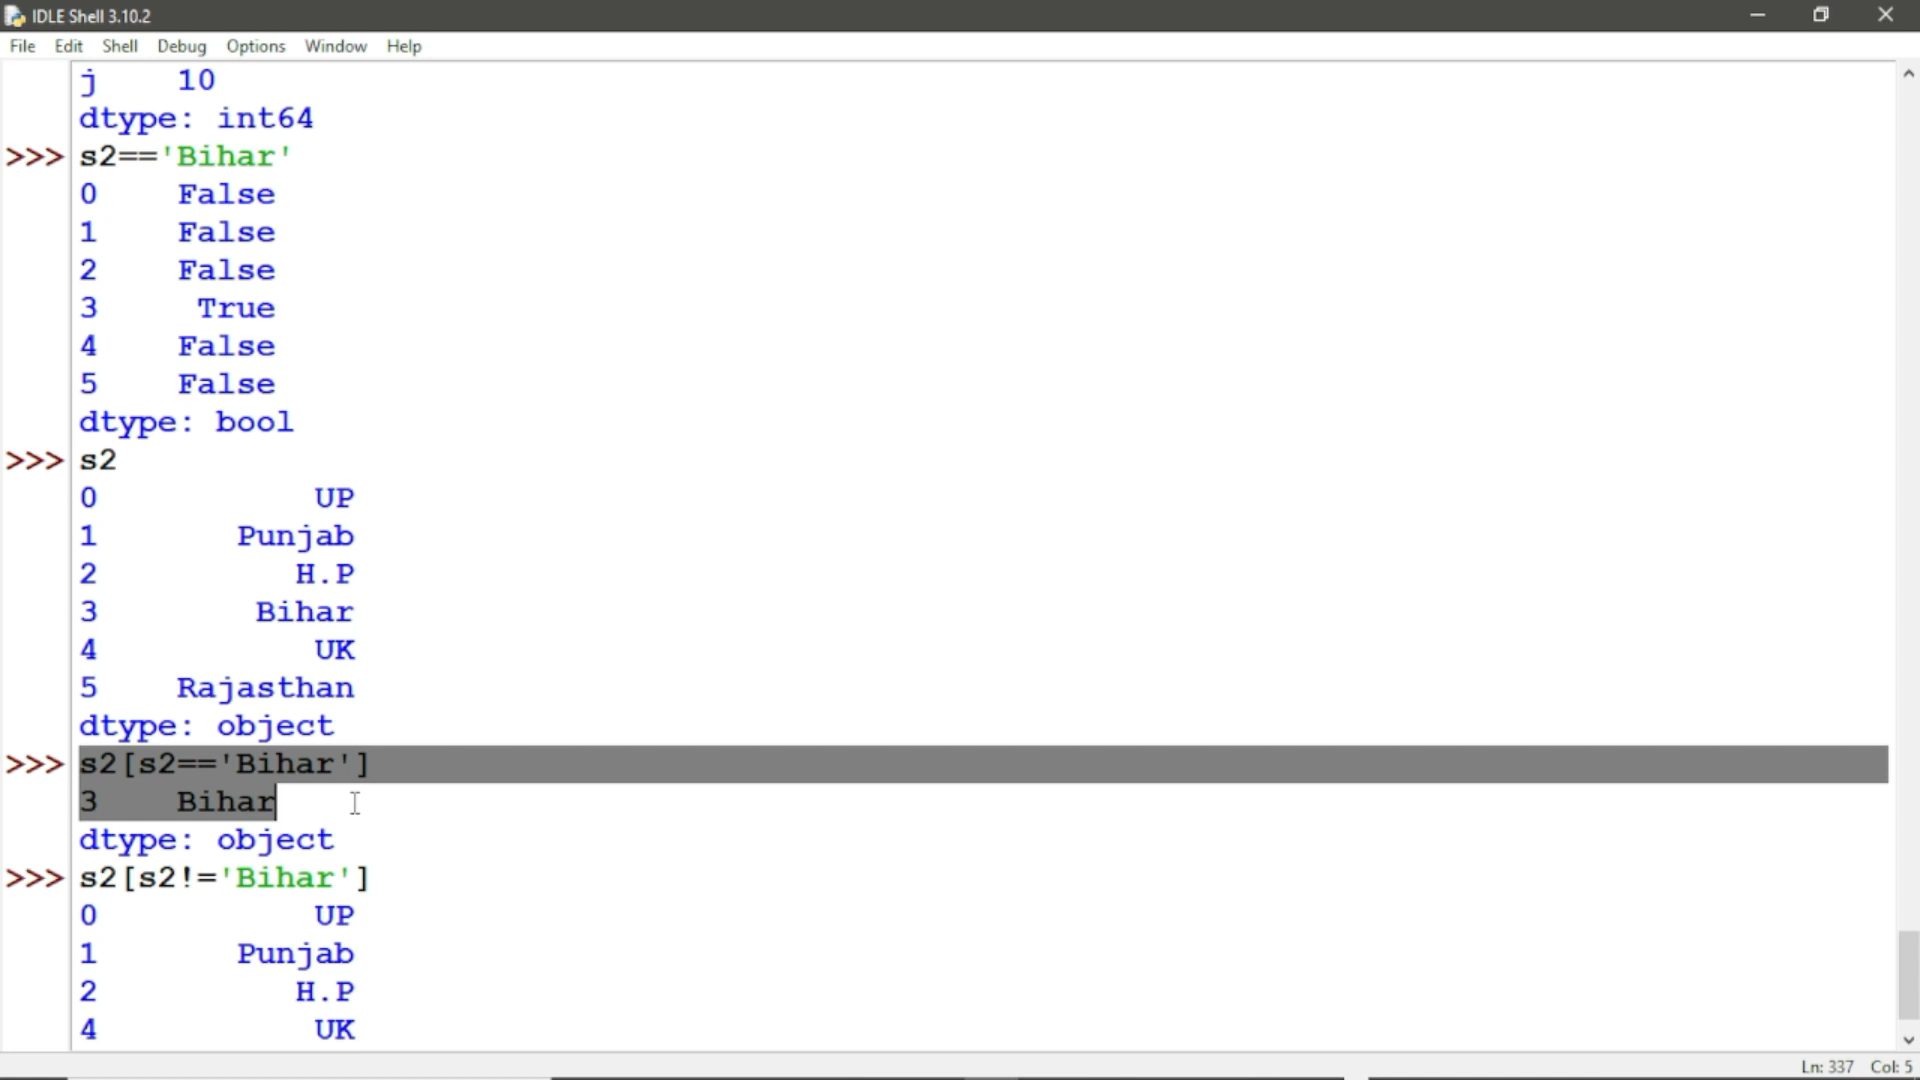 IDLE Shell 3.10.2
File Edit Shell Debug Options Window Help
j    10
dtype: int64
>>> s2=='Bihar'
0    False
1    False
2    False
3     True
4    False
5    False
dtype: bool
>>> s2
0           UP
1       Punjab
2          H.P
3        Bihar
4           UK
5    Rajasthan
dtype: object
>>> s2[s2=='Bihar']
3    Bihar
dtype: object
>>> s2[s2!='Bihar']
0           UP
1       Punjab
2          H.P
4           UK
Ln: 337 Col: 5